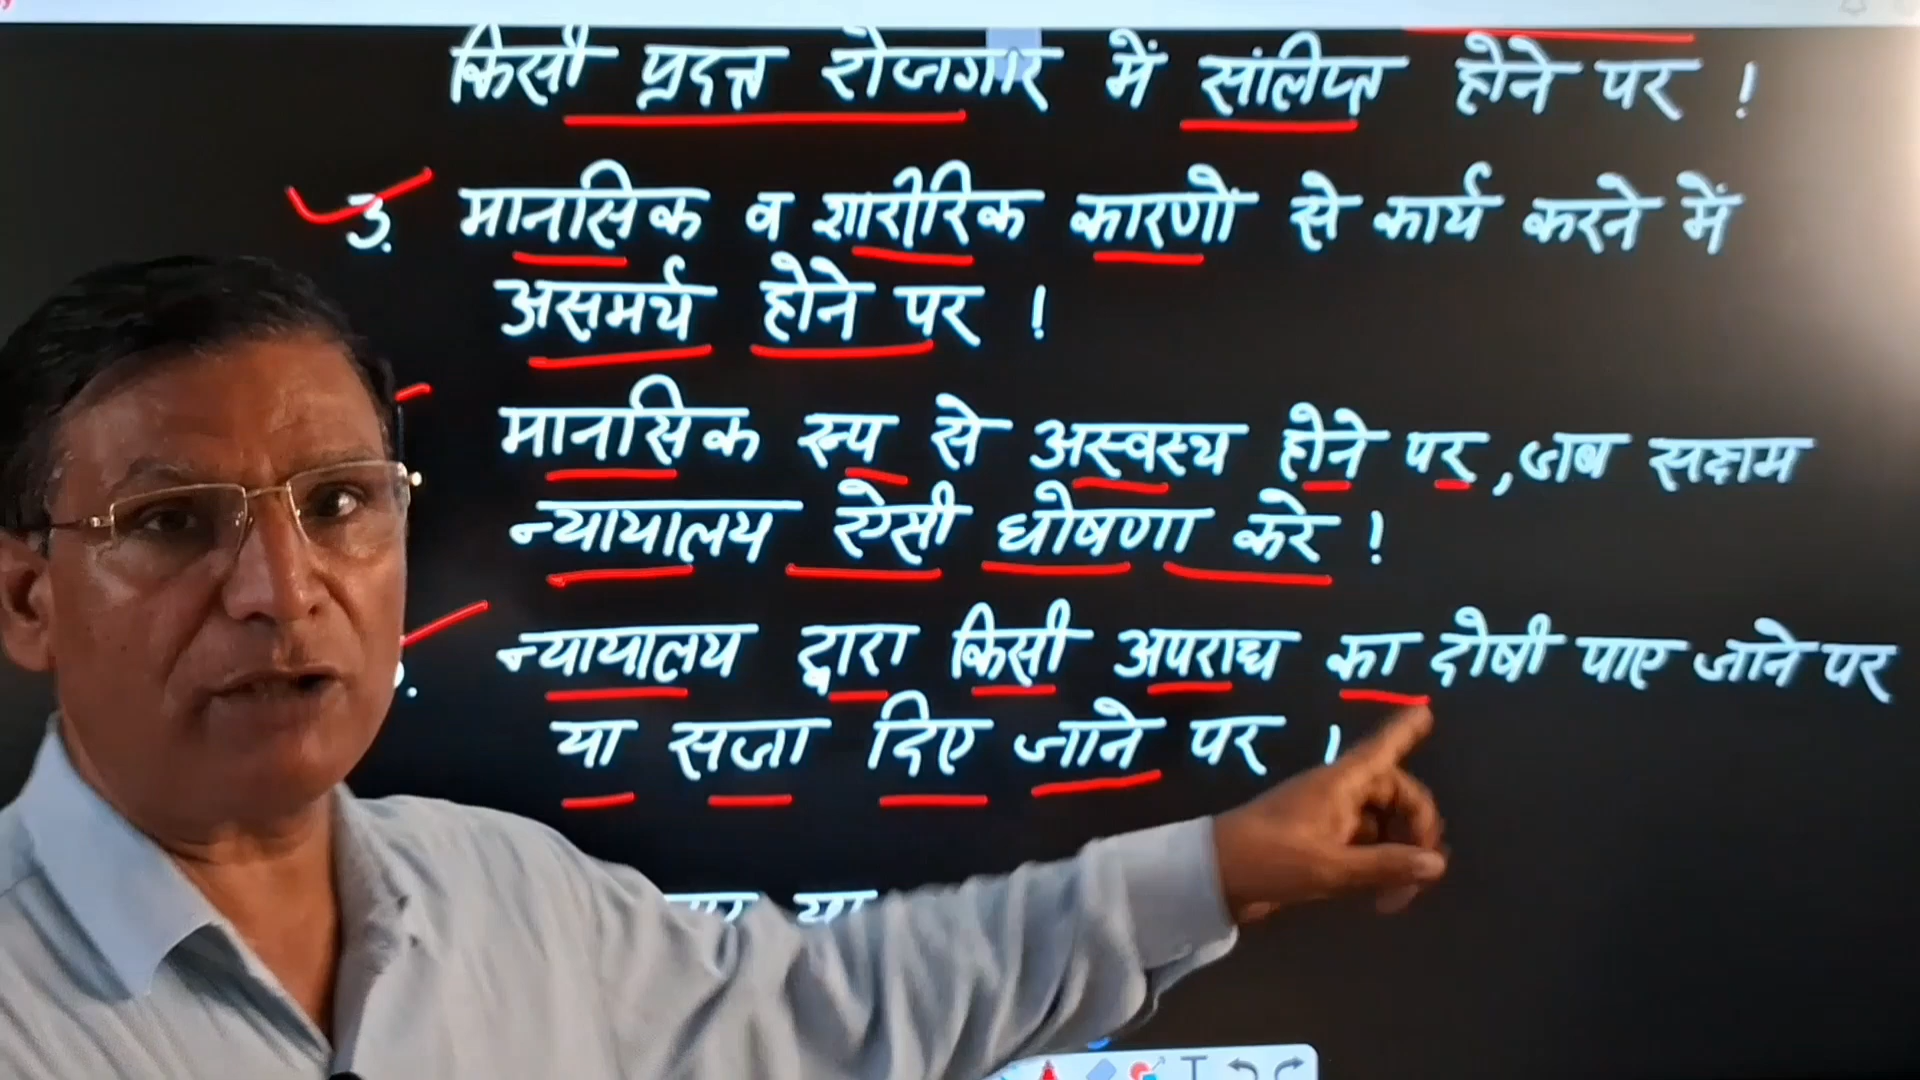 किसी प्रदत्त रोजगार में संलिप्त होने पर !
3. मानसिक व शारीरिक कारणों से कार्य करने में
असमर्थ होने पर !
मानसिक रूप से अस्वस्थ होने पर, जब सक्षम
न्यायालय ऐसी घोषणा करे !
न्यायालय द्वारा किसी अपराध का दोषी पाए जाने पर
या सजा दिए जाने पर !
या